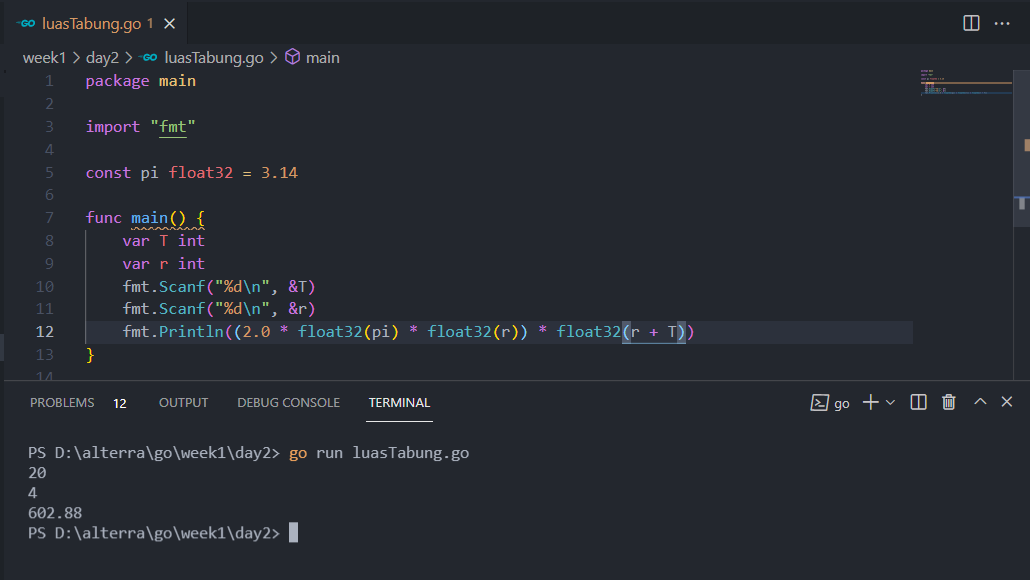 GO luasTabung.go 1
week1 > day2 > GO luasTabung.go > main
1 package main
2
3 import "fmt"
4
5 const pi float32 = 3.14
6
7 func main() {
8 var T int
9 var r int
10 fmt.Scanf("%d\n", &T)
11 fmt.Scanf("%d\n", &r)
12 fmt.Println((2.0 * float32(pi) * float32(r)) * float32(r + T))
13 }
14
PROBLEMS 12 OUTPUT DEBUG CONSOLE TERMINAL go
PS D:\alterra\go\week1\day2> go run luasTabung.go
20
4
602.88
PS D:\alterra\go\week1\day2>